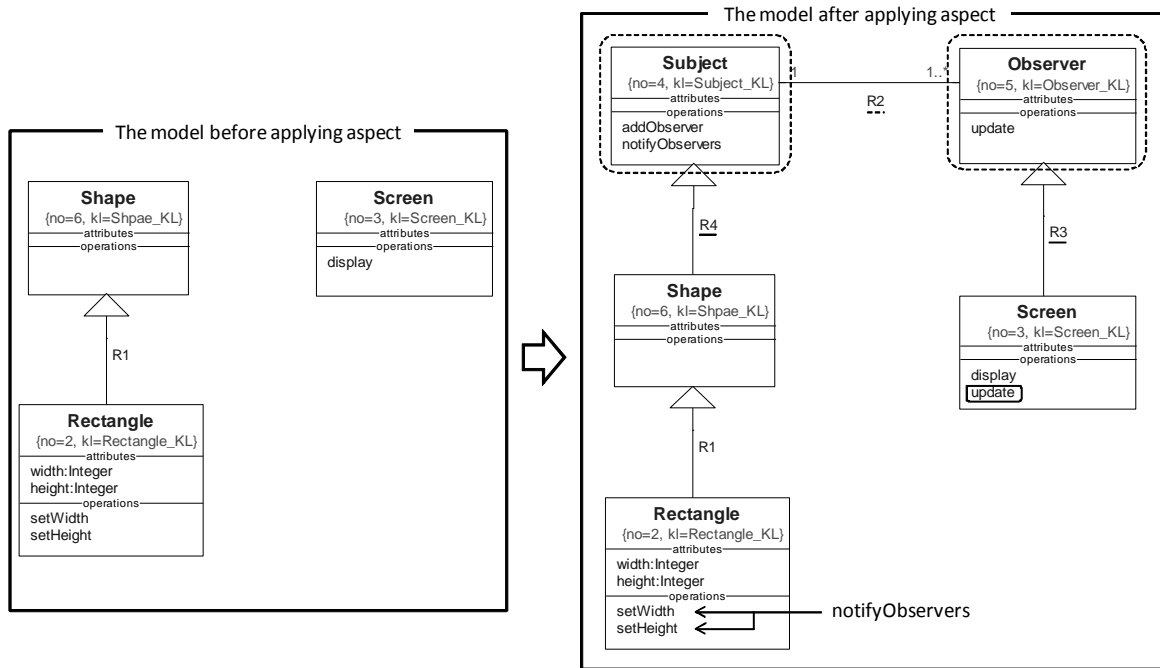 The model before applying aspect
Shape
{no=6, kl=Shpae_KL}
attributes
operations
R1
Rectangle
{no=2, kl=Rectangle_KL}
attributes
width:Integer
height:Integer
operations
setWidth
setHeight
Screen
{no=3, kl=Screen_KL}
attributes
operations
display
The model after applying aspect
Subject
{no=4, kl=Subject_KL}
attributes
operations
addObserver
notifyObservers
1
1..*
R2
Observer
{no=5, kl=Observer_KL}
attributes
operations
update
R4
R3
Shape
{no=6, kl=Shpae_KL}
attributes
operations
Screen
{no=3, kl=Screen_KL}
attributes
operations
display
update
R1
Rectangle
{no=2, kl=Rectangle_KL}
attributes
width:Integer
height:Integer
operations
setWidth
setHeight
notifyObservers